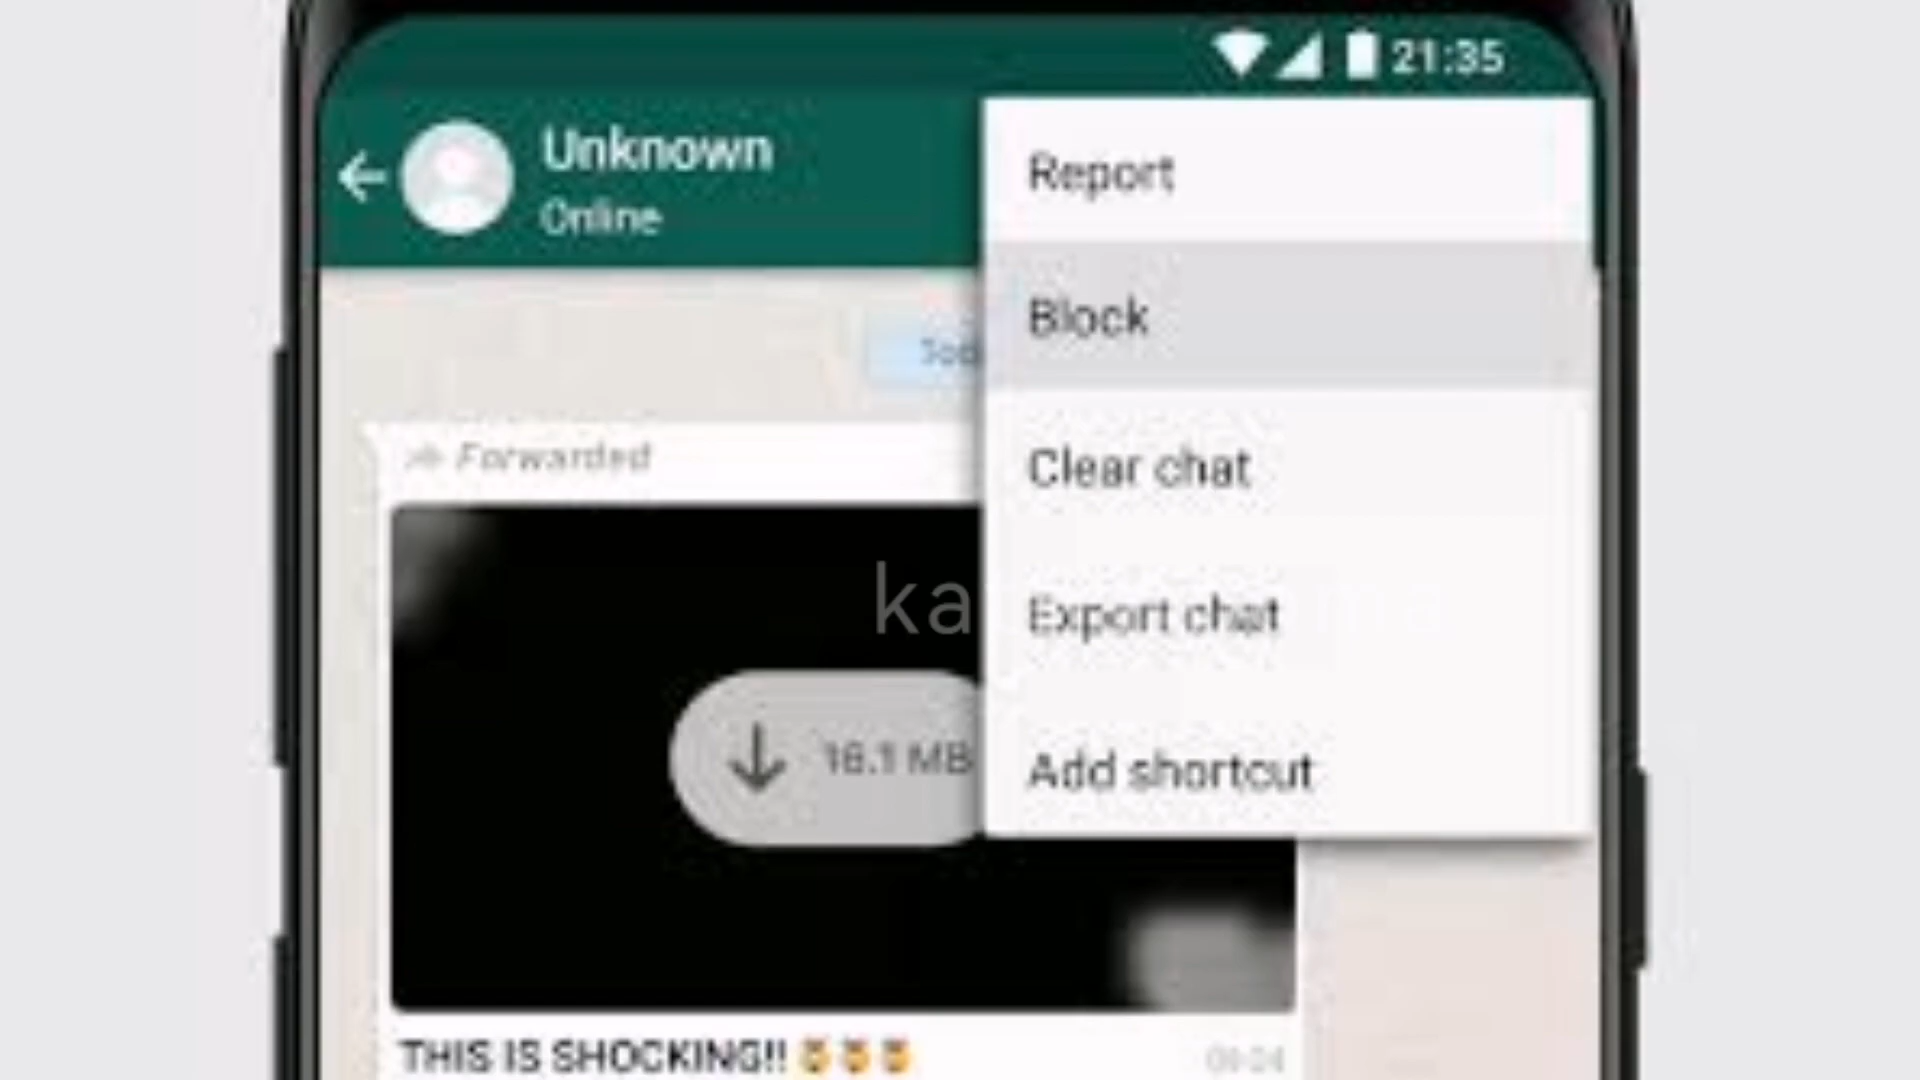 21:35
Unknown
Online
Report
Block
Clear chat
Export chat
Add shortcut
Forwarded
ka
16.1 MB
THIS IS SHOCKING!!